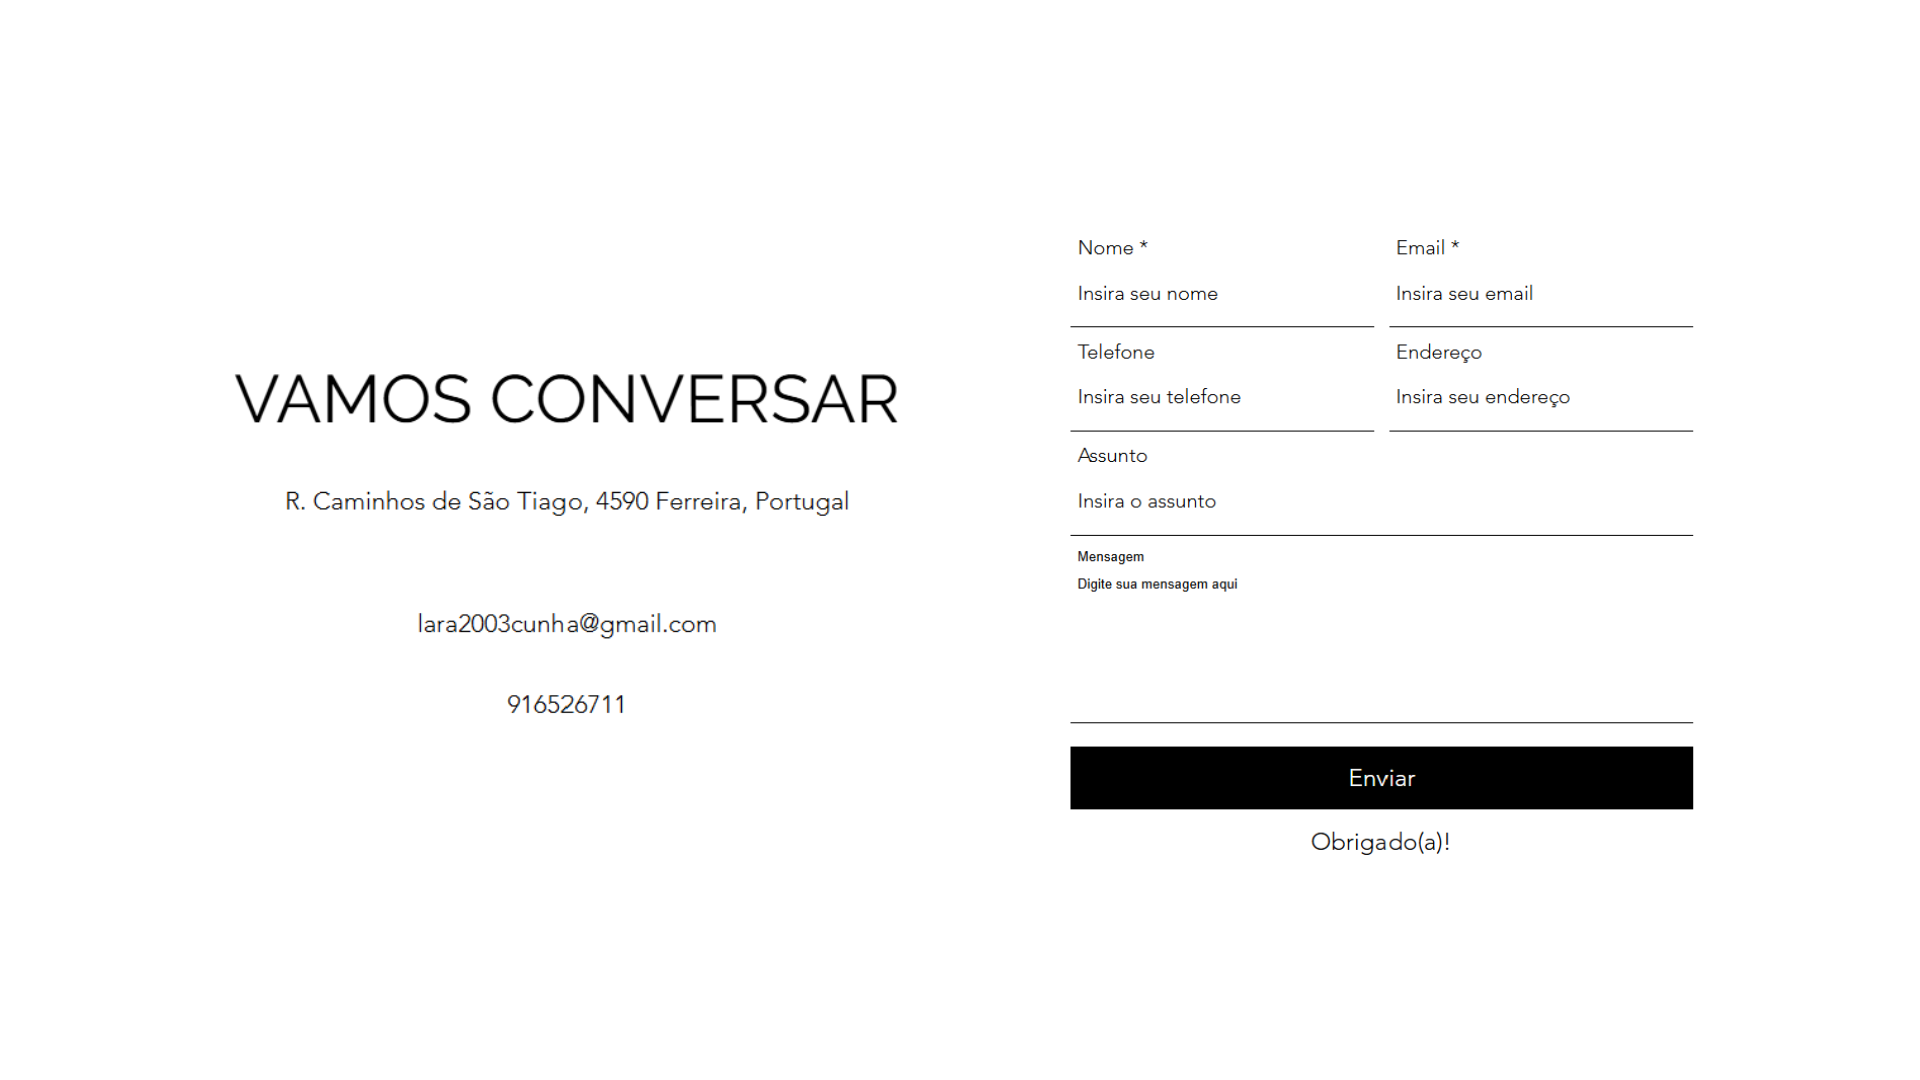 VAMOS CONVERSAR
R. Caminhos de São Tiago, 4590 Ferreira, Portugal
lara2003cunha@gmail.com
916526711
Nome *
Email *
Insira seu nome
Insira seu email
Telefone
Endereço
Insira seu telefone
Insira seu endereço
Assunto
Insira o assunto
Mensagem
Digite sua mensagem aqui
Enviar
Obrigado(a)!